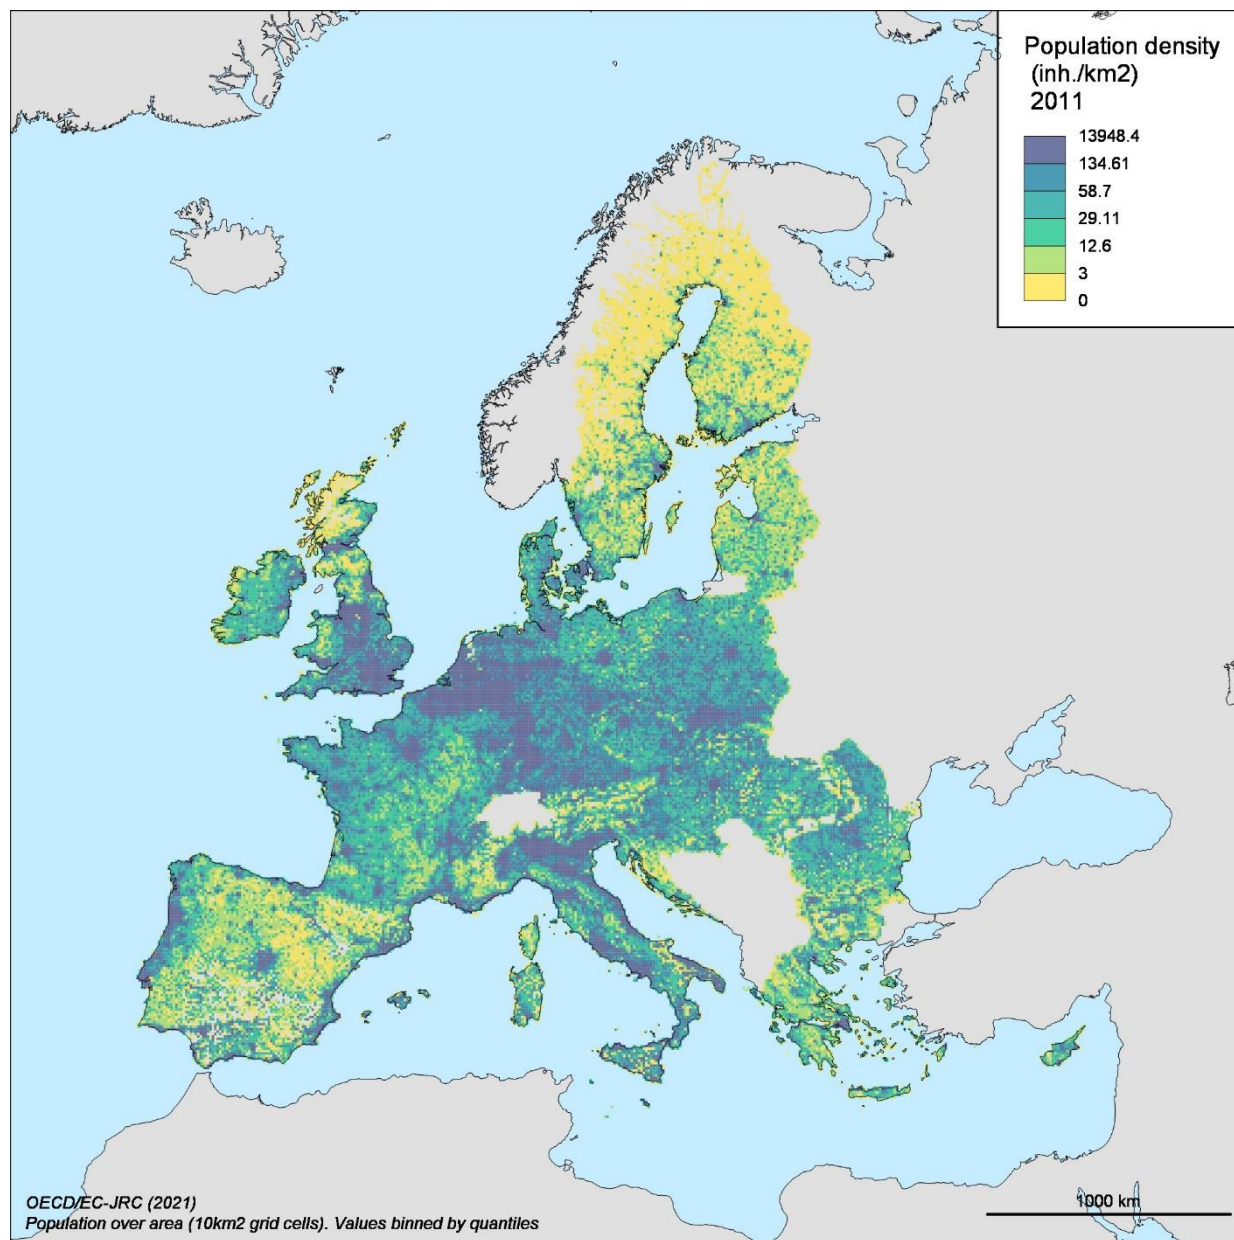 Population density
(inh./km2)
2011
13948.4
134.61
58.7
29.11
12.6
3
0
OECD/EC-JRC (2021)
Population over area (10km2 grid cells). Values binned by quantiles
1000 km